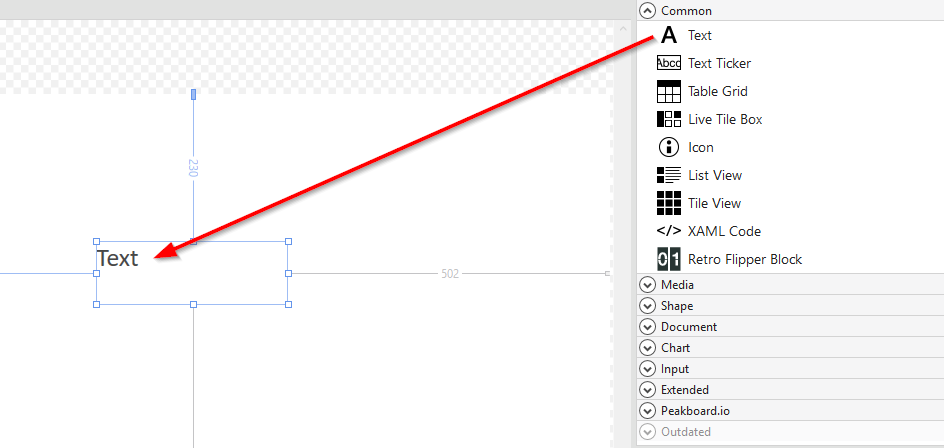 Common
A Text
Abcc Text Ticker
Table Grid
Live Tile Box
Icon
List View
Tile View
</> XAML Code
01 Retro Flipper Block
Media
Shape
Document
Chart
Input
Extended
Peakboard.io
Outdated
230
Text
502